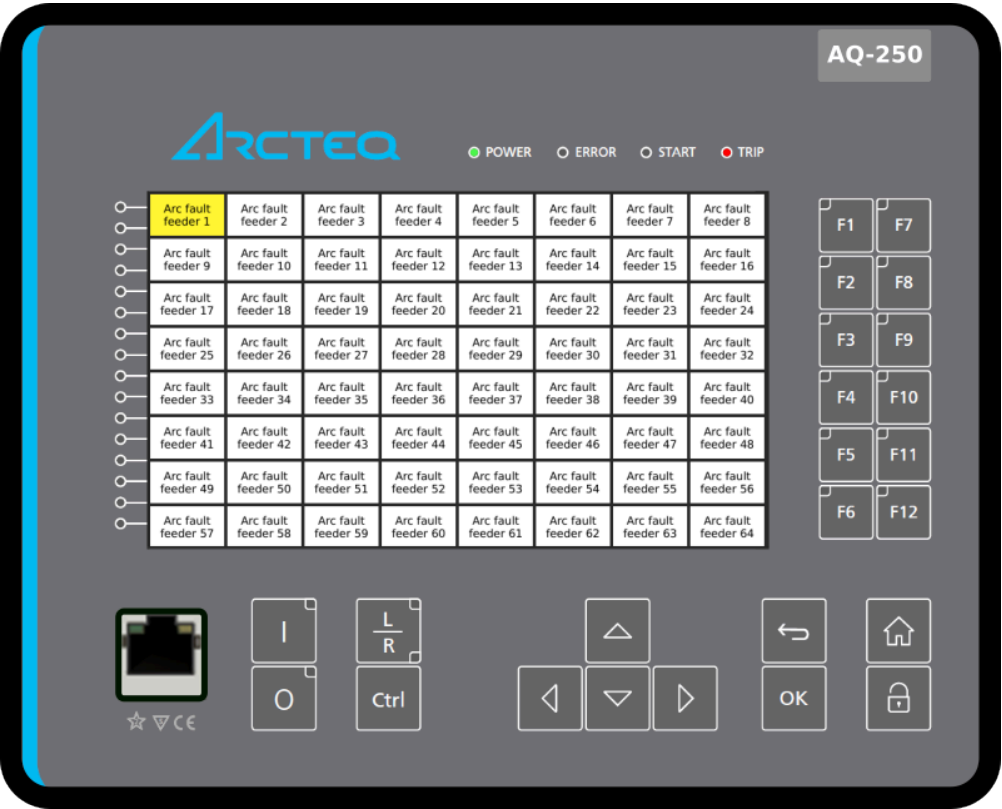 AQ-250
ARCTEQ
POWER ERROR START TRIP
Arc fault feeder 1 Arc fault feeder 2 Arc fault feeder 3 Arc fault feeder 4 Arc fault feeder 5 Arc fault feeder 6 Arc fault feeder 7 Arc fault feeder 8
Arc fault feeder 9 Arc fault feeder 10 Arc fault feeder 11 Arc fault feeder 12 Arc fault feeder 13 Arc fault feeder 14 Arc fault feeder 15 Arc fault feeder 16
Arc fault feeder 17 Arc fault feeder 18 Arc fault feeder 19 Arc fault feeder 20 Arc fault feeder 21 Arc fault feeder 22 Arc fault feeder 23 Arc fault feeder 24
Arc fault feeder 25 Arc fault feeder 26 Arc fault feeder 27 Arc fault feeder 28 Arc fault feeder 29 Arc fault feeder 30 Arc fault feeder 31 Arc fault feeder 32
Arc fault feeder 33 Arc fault feeder 34 Arc fault feeder 35 Arc fault feeder 36 Arc fault feeder 37 Arc fault feeder 38 Arc fault feeder 39 Arc fault feeder 40
Arc fault feeder 41 Arc fault feeder 42 Arc fault feeder 43 Arc fault feeder 44 Arc fault feeder 45 Arc fault feeder 46 Arc fault feeder 47 Arc fault feeder 48
Arc fault feeder 49 Arc fault feeder 50 Arc fault feeder 51 Arc fault feeder 52 Arc fault feeder 53 Arc fault feeder 54 Arc fault feeder 55 Arc fault feeder 56
Arc fault feeder 57 Arc fault feeder 58 Arc fault feeder 59 Arc fault feeder 60 Arc fault feeder 61 Arc fault feeder 62 Arc fault feeder 63 Arc fault feeder 64
F1 F7
F2 F8
F3 F9
F4 F10
F5 F11
F6 F12
I
L
R
O
Ctrl
OK
CE